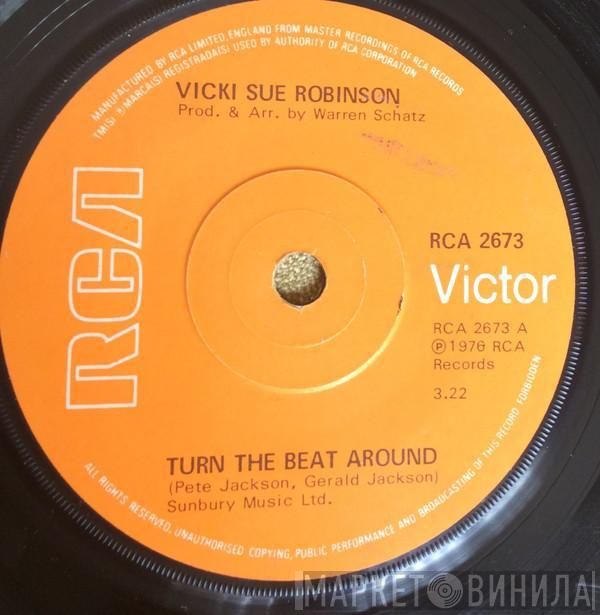 MANUFACTURED BY RCA LIMITED, ENGLAND FROM MASTER RECORDINGS OF RCA RECORDS
TM(S) ® MARCA(S) REGISTRADA(S) USED BY AUTHORITY OF RCA CORPORATION
VICKI SUE ROBINSON
Prod. & Arr. by Warren Schatz
RCA
RCA 2673
Victor
RCA 2673 A
Ⓟ 1976 RCA
Records
3.22
TURN THE BEAT AROUND
(Pete Jackson, Gerald Jackson)
Sunbury Music Ltd.
ALL RIGHTS RESERVED. UNAUTHORISED COPYING, PUBLIC PERFORMANCE AND BROADCASTING OF THIS RECORD FORBIDDEN
МАРКЕТ ВИНИЛА